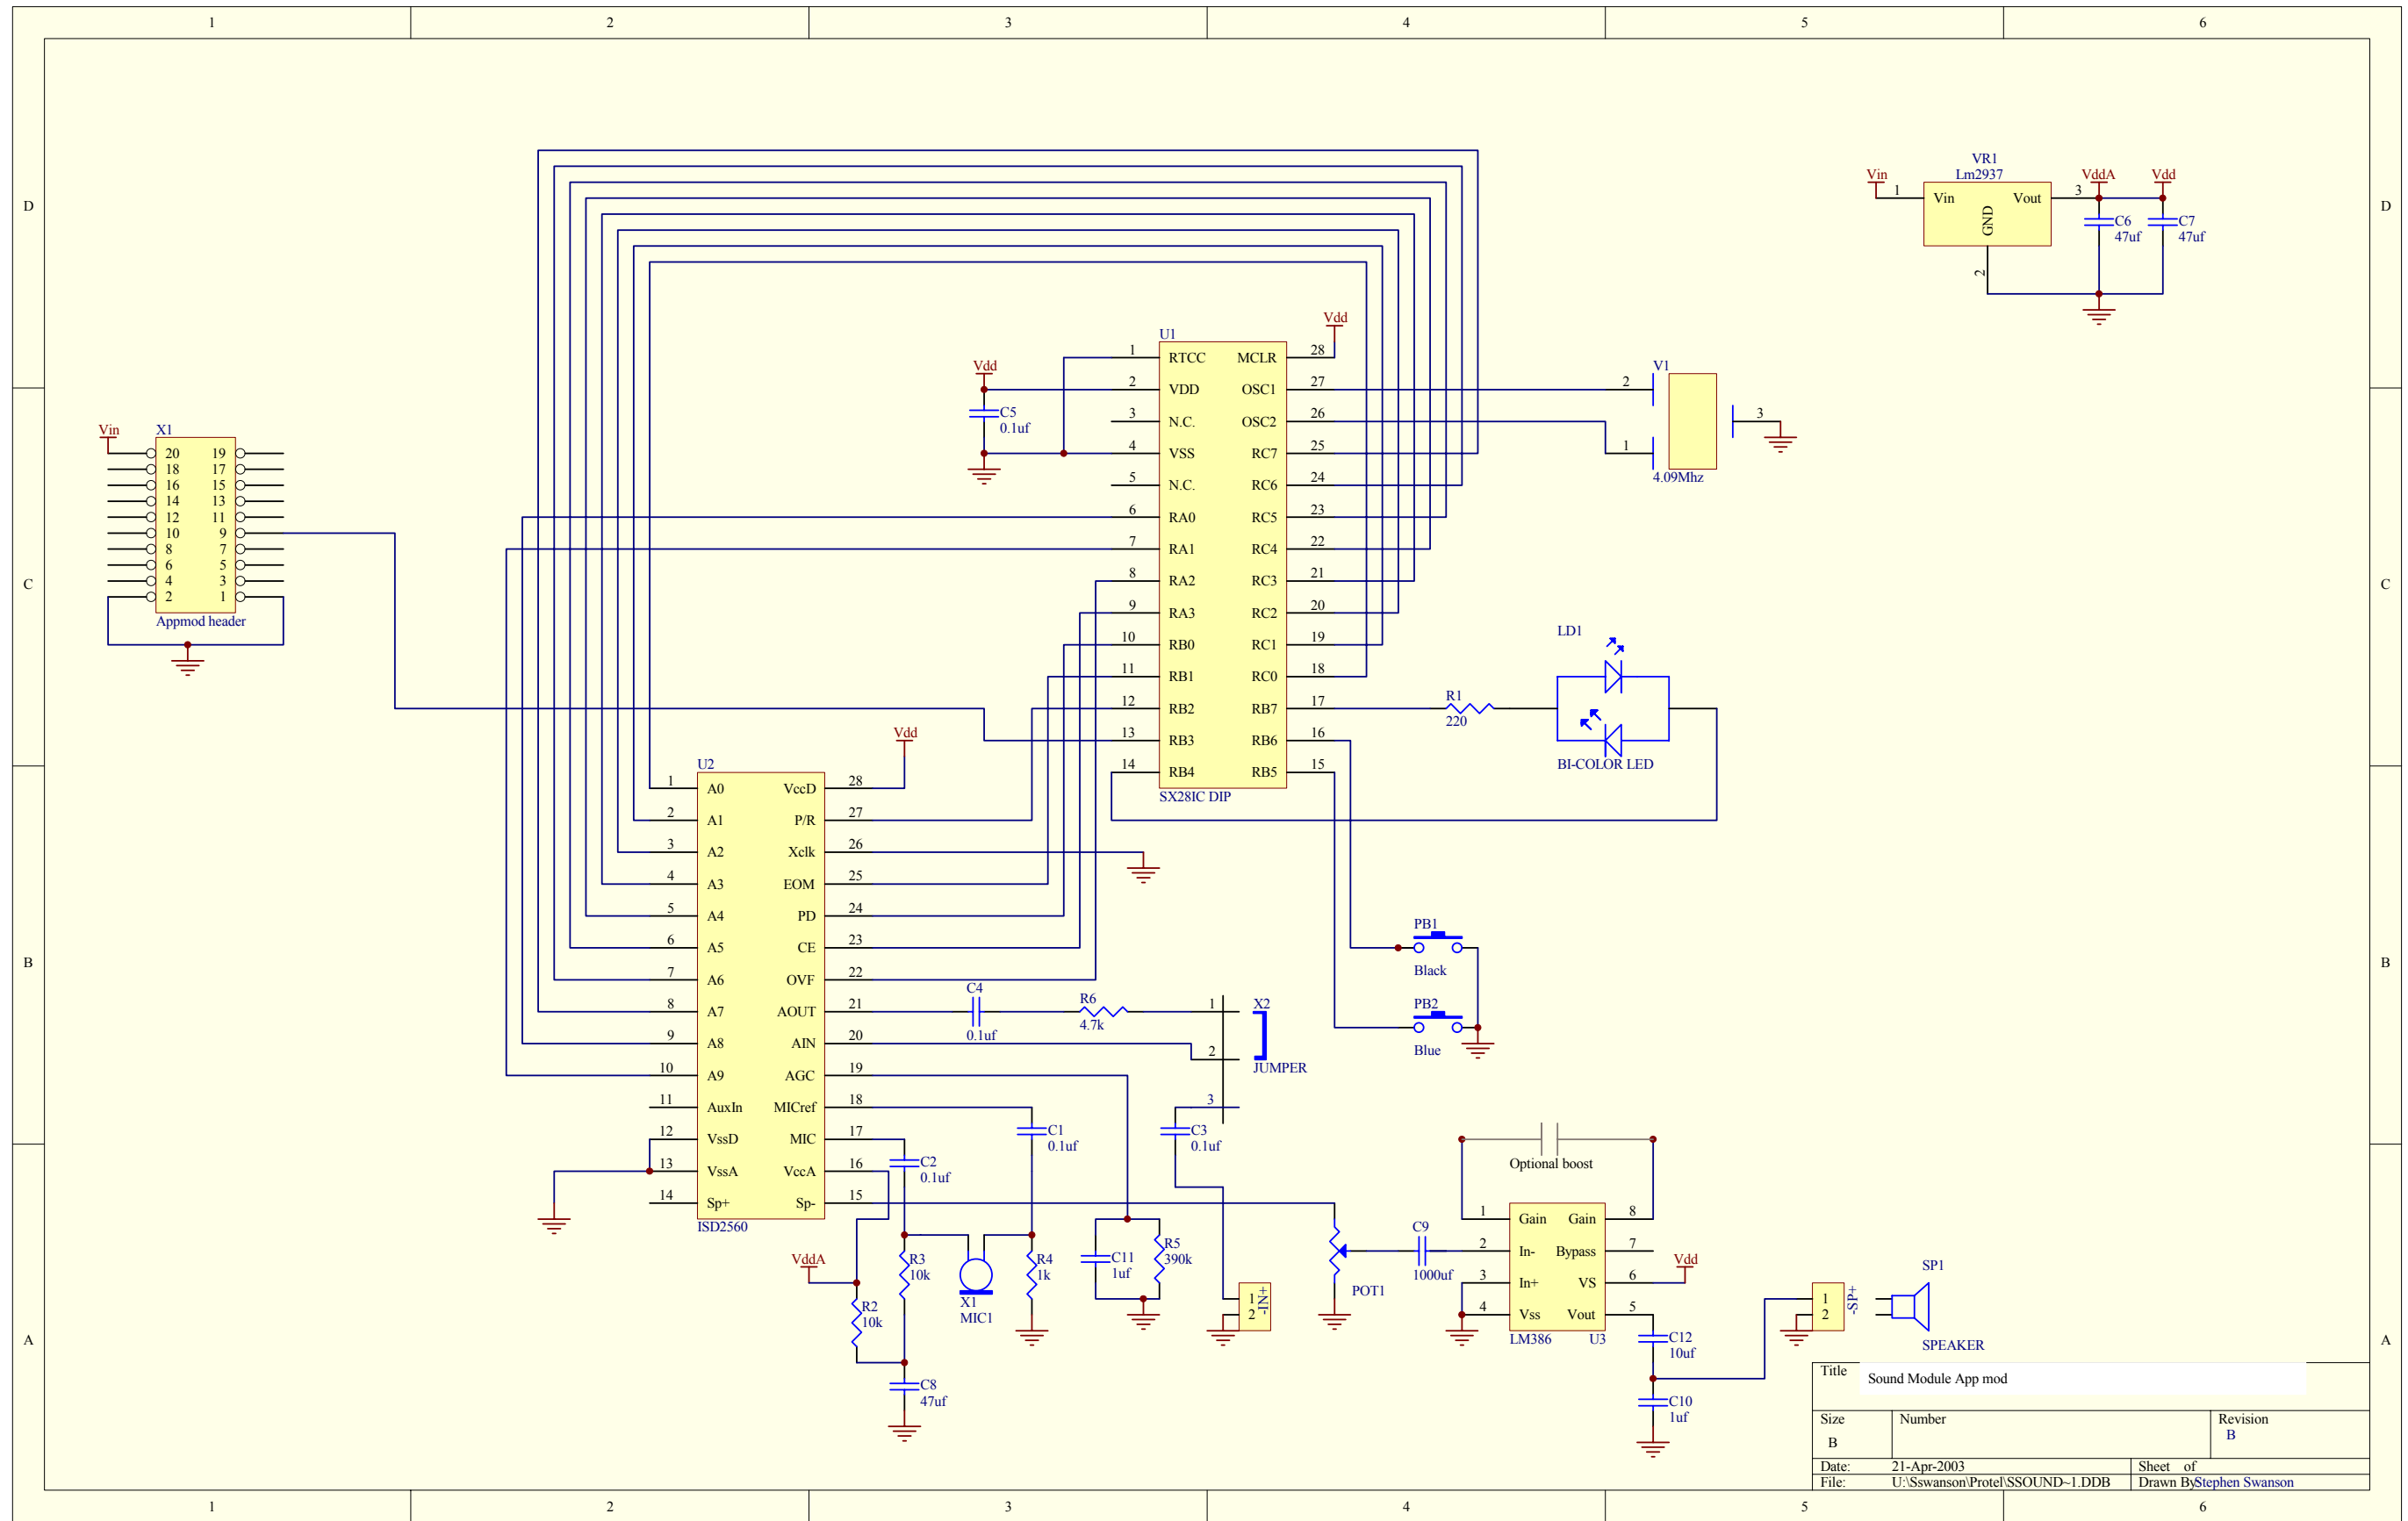 1 2 3 4 5 6
D
D
VR1
Lm2937
Vin
1
Vin
Vout
GND
2
3
VddA
Vdd
C6
47uf
C7
47uf
C
C
Vin
X1
20 19
18 17
16 15
14 13
12 11
10 9
8 7
6 5
4 3
2 1
Appmod header
Vdd
C5
0.1uf
U1
Vdd
1 RTCC MCLR 28
2 VDD OSC1 27
3 N.C. OSC2 26
4 VSS RC7 25
5 N.C. RC6 24
6 RA0 RC5 23
7 RA1 RC4 22
8 RA2 RC3 21
9 RA3 RC2 20
10 RB0 RC1 19
11 RB1 RC0 18
12 RB2 RB7 17
13 RB3 RB6 16
14 RB4 RB5 15
SX28IC DIP
V1
2
1
3
4.09Mhz
LD1
R1
220
BI-COLOR LED
B
B
U2
Vdd
1 A0 VccD 28
2 A1 P/R 27
3 A2 Xclk 26
4 A3 EOM 25
5 A4 PD 24
6 A5 CE 23
7 A6 OVF 22
8 A7 AOUT 21
9 A8 AIN 20
10 A9 AGC 19
11 AuxIn MICref 18
12 VssD MIC 17
13 VssA VccA 16
14 Sp+ Sp- 15
ISD2560
C4
0.1uf
R6
4.7k
1
2
3
X2
JUMPER
PB1
Black
PB2
Blue
A
A
C1
0.1uf
C2
0.1uf
C3
0.1uf
VddA
R3
10k
R2
10k
X1
MIC1
R4
1k
C11
1uf
R5
390k
C8
47uf
1
2
-IN+
POT1
C9
1000uf
Optional boost
1 Gain Gain 8
2 In- Bypass 7
3 In+ VS 6
4 Vss Vout 5
LM386 U3
Vdd
C12
10uf
C10
1uf
1
2
-SP+
SP1
SPEAKER
Title
Sound Module App mod
Size
B
Number
Revision
B
Date: 21-Apr-2003 Sheet of
File: U:\Sswanson\Protel\SSOUND~1.DDB Drawn By Stephen Swanson
1 2 3 4 5 6